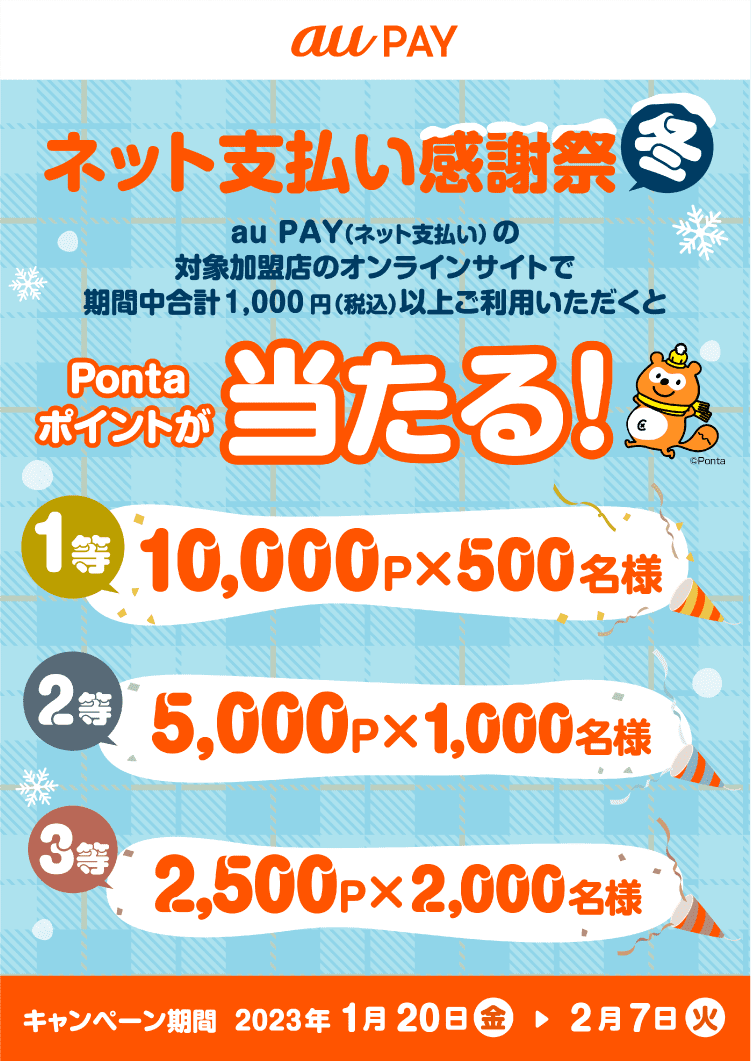 au PAY
ネット支払い感謝祭 冬
au PAY(ネット支払い)の
対象加盟店のオンラインサイトで
期間中合計1,000円(税込)以上ご利用いただくと
Ponta
ポイントが
当たる!
©Ponta
1等
10,000P×500名様
2等
5,000P×1,000名様
3等
2,500P×2,000名様
キャンペーン期間 2023年 1月20日金 ▶ 2月7日火